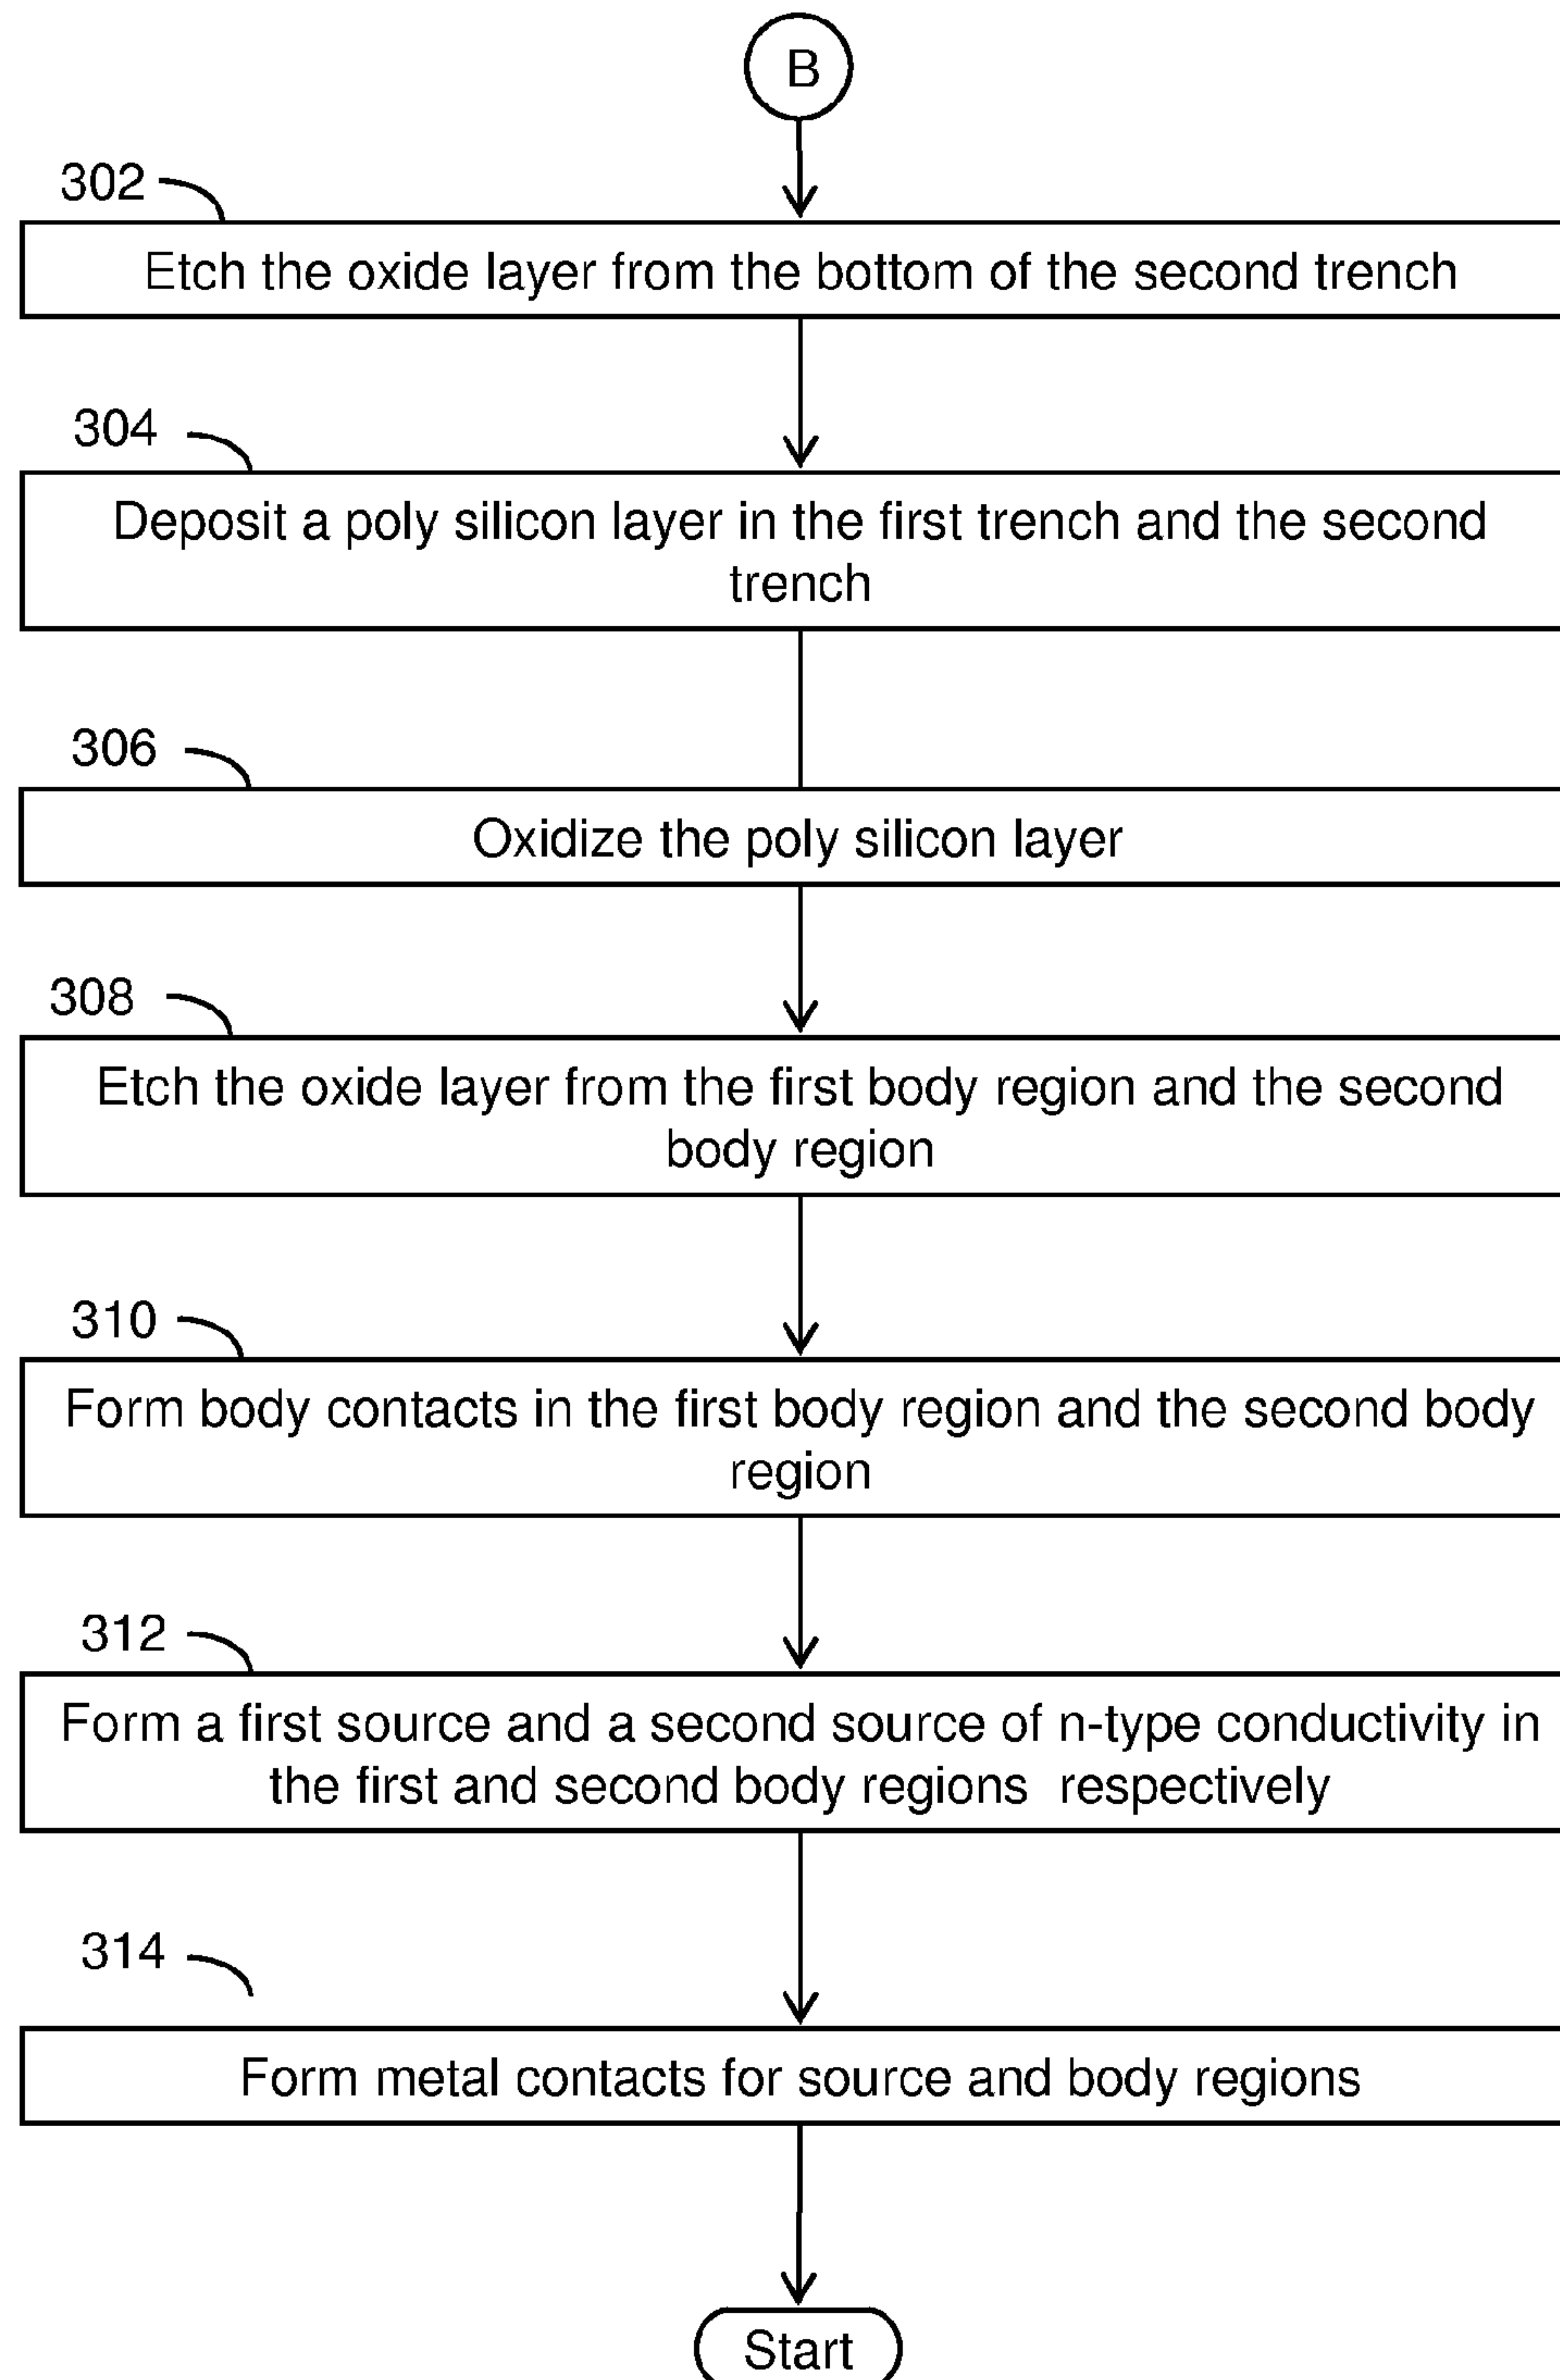 B
302
Etch the oxide layer from the bottom of the second trench
304
Deposit a poly silicon layer in the first trench and the second
trench
306
Oxidize the poly silicon layer
308
Etch the oxide layer from the first body region and the second
body region
310
Form body contacts in the first body region and the second body
region
312
Form a first source and a second source of n-type conductivity in
the first and second body regions respectively
314
Form metal contacts for source and body regions
Start